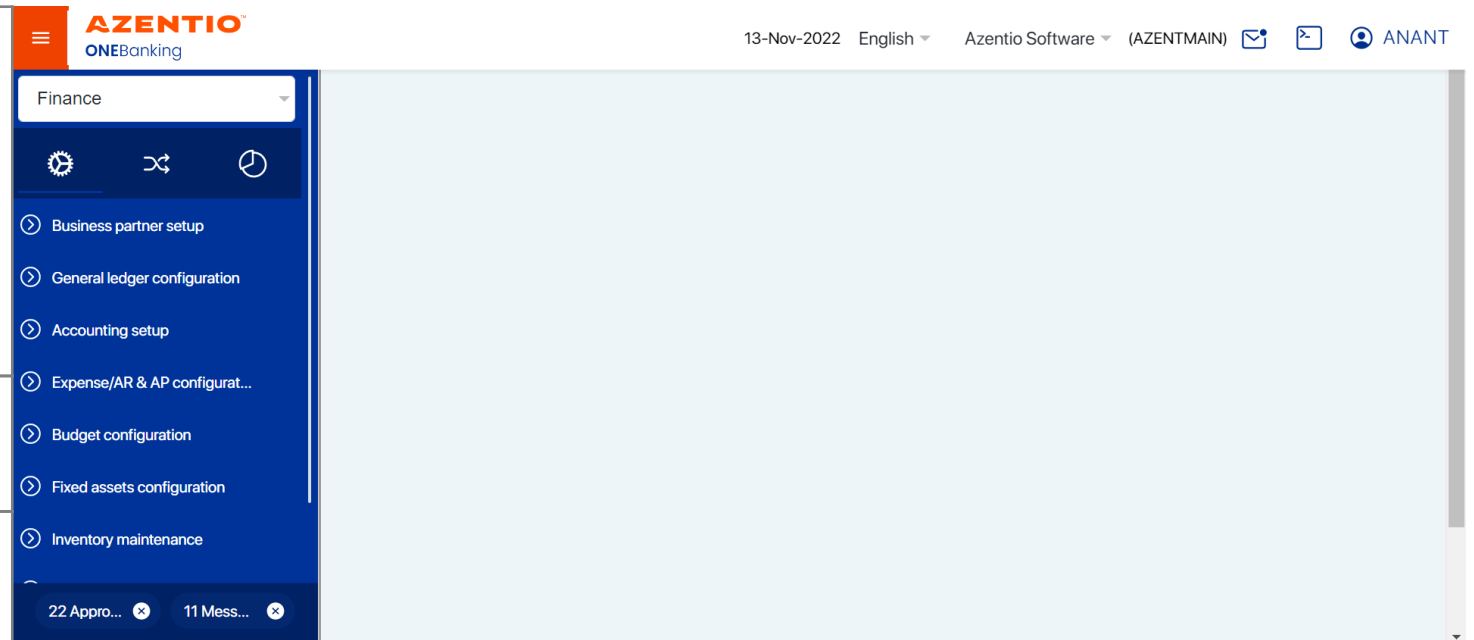 AZENTIO™
ONEBanking
13-Nov-2022 English Azentio Software (AZENTMAIN) ANANT
Finance
Business partner setup
General ledger configuration
Accounting setup
Expense/AR & AP configurat...
Budget configuration
Fixed assets configuration
Inventory maintenance
22 Appro... 11 Mess...